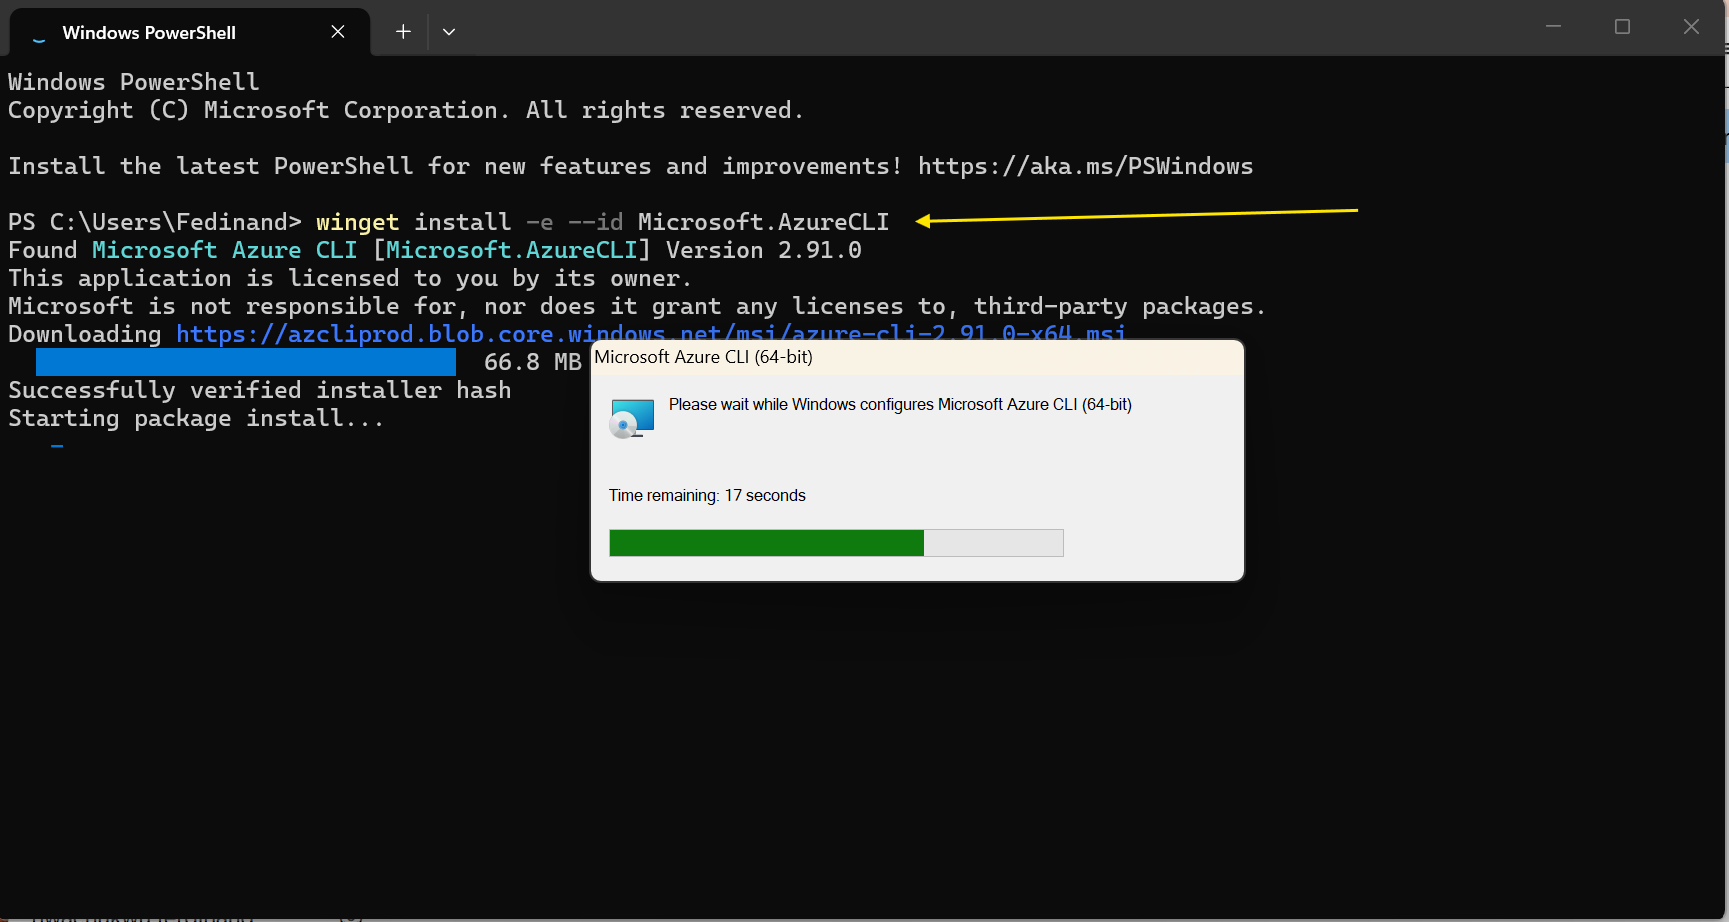 Windows PowerShell
Windows PowerShell
Copyright (C) Microsoft Corporation. All rights reserved.
Install the latest PowerShell for new features and improvements! https://aka.ms/PSWindows
PS C:\Users\Fedinand> winget install -e --id Microsoft.AzureCLI
Found Microsoft Azure CLI [Microsoft.AzureCLI] Version 2.91.0
This application is licensed to you by its owner.
Microsoft is not responsible for, nor does it grant any licenses to, third-party packages.
Downloading https://azcliprod.blob.core.windows.net/msi/azure-cli-2.91.0-x64.msi
66.8 MB
Successfully verified installer hash
Starting package install...
Microsoft Azure CLI (64-bit)
Please wait while Windows configures Microsoft Azure CLI (64-bit)
Time remaining: 17 seconds